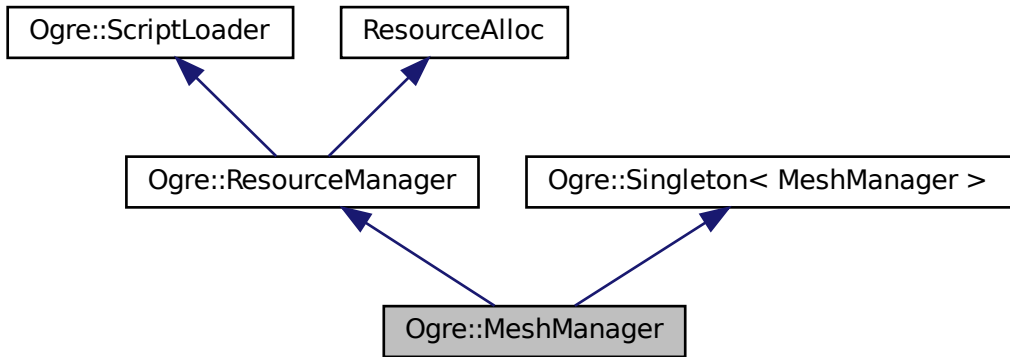 Ogre::ScriptLoader
ResourceAlloc
Ogre::ResourceManager
Ogre::Singleton< MeshManager >
Ogre::MeshManager